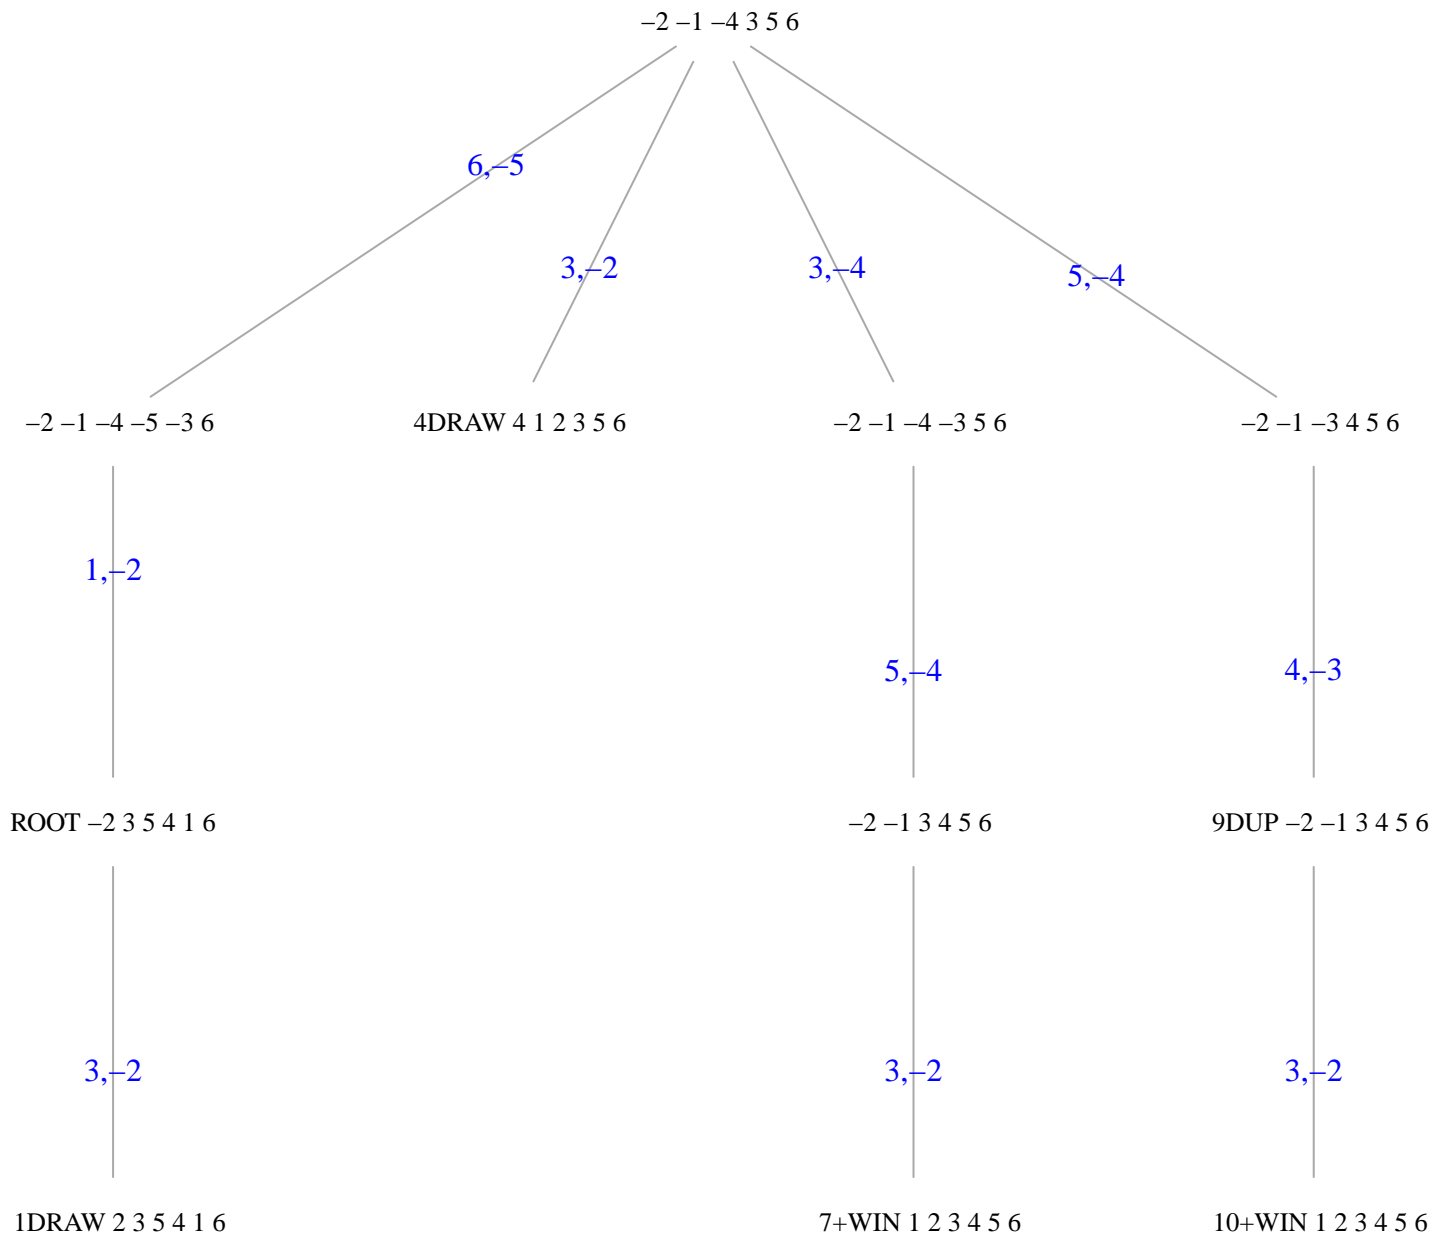 –2 –1 –4 3 5 6
6,–5
3,–2
3,–4
5,–4
–2 –1 –4 –5 –3 6
4DRAW 4 1 2 3 5 6
–2 –1 –4 –3 5 6
–2 –1 –3 4 5 6
1,–2
5,–4
4,–3
ROOT –2 3 5 4 1 6
–2 –1 3 4 5 6
9DUP –2 –1 3 4 5 6
3,–2
3,–2
3,–2
1DRAW 2 3 5 4 1 6
7+WIN 1 2 3 4 5 6
10+WIN 1 2 3 4 5 6